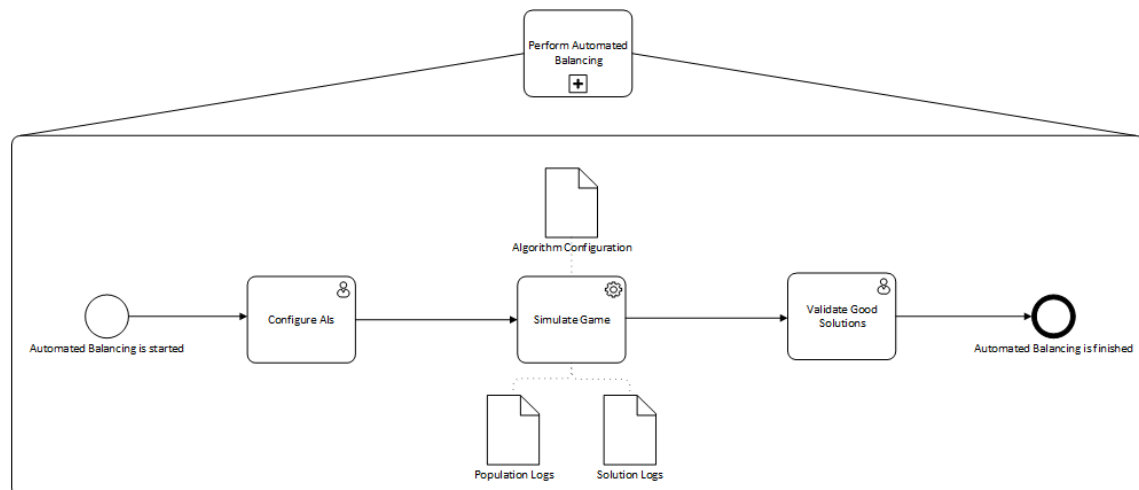 Perform Automated
Balancing
Algorithm Configuration
Configure AIs
Simulate Game
Validate Good
Solutions
Automated Balancing is started
Automated Balancing is finished
Population Logs
Solution Logs